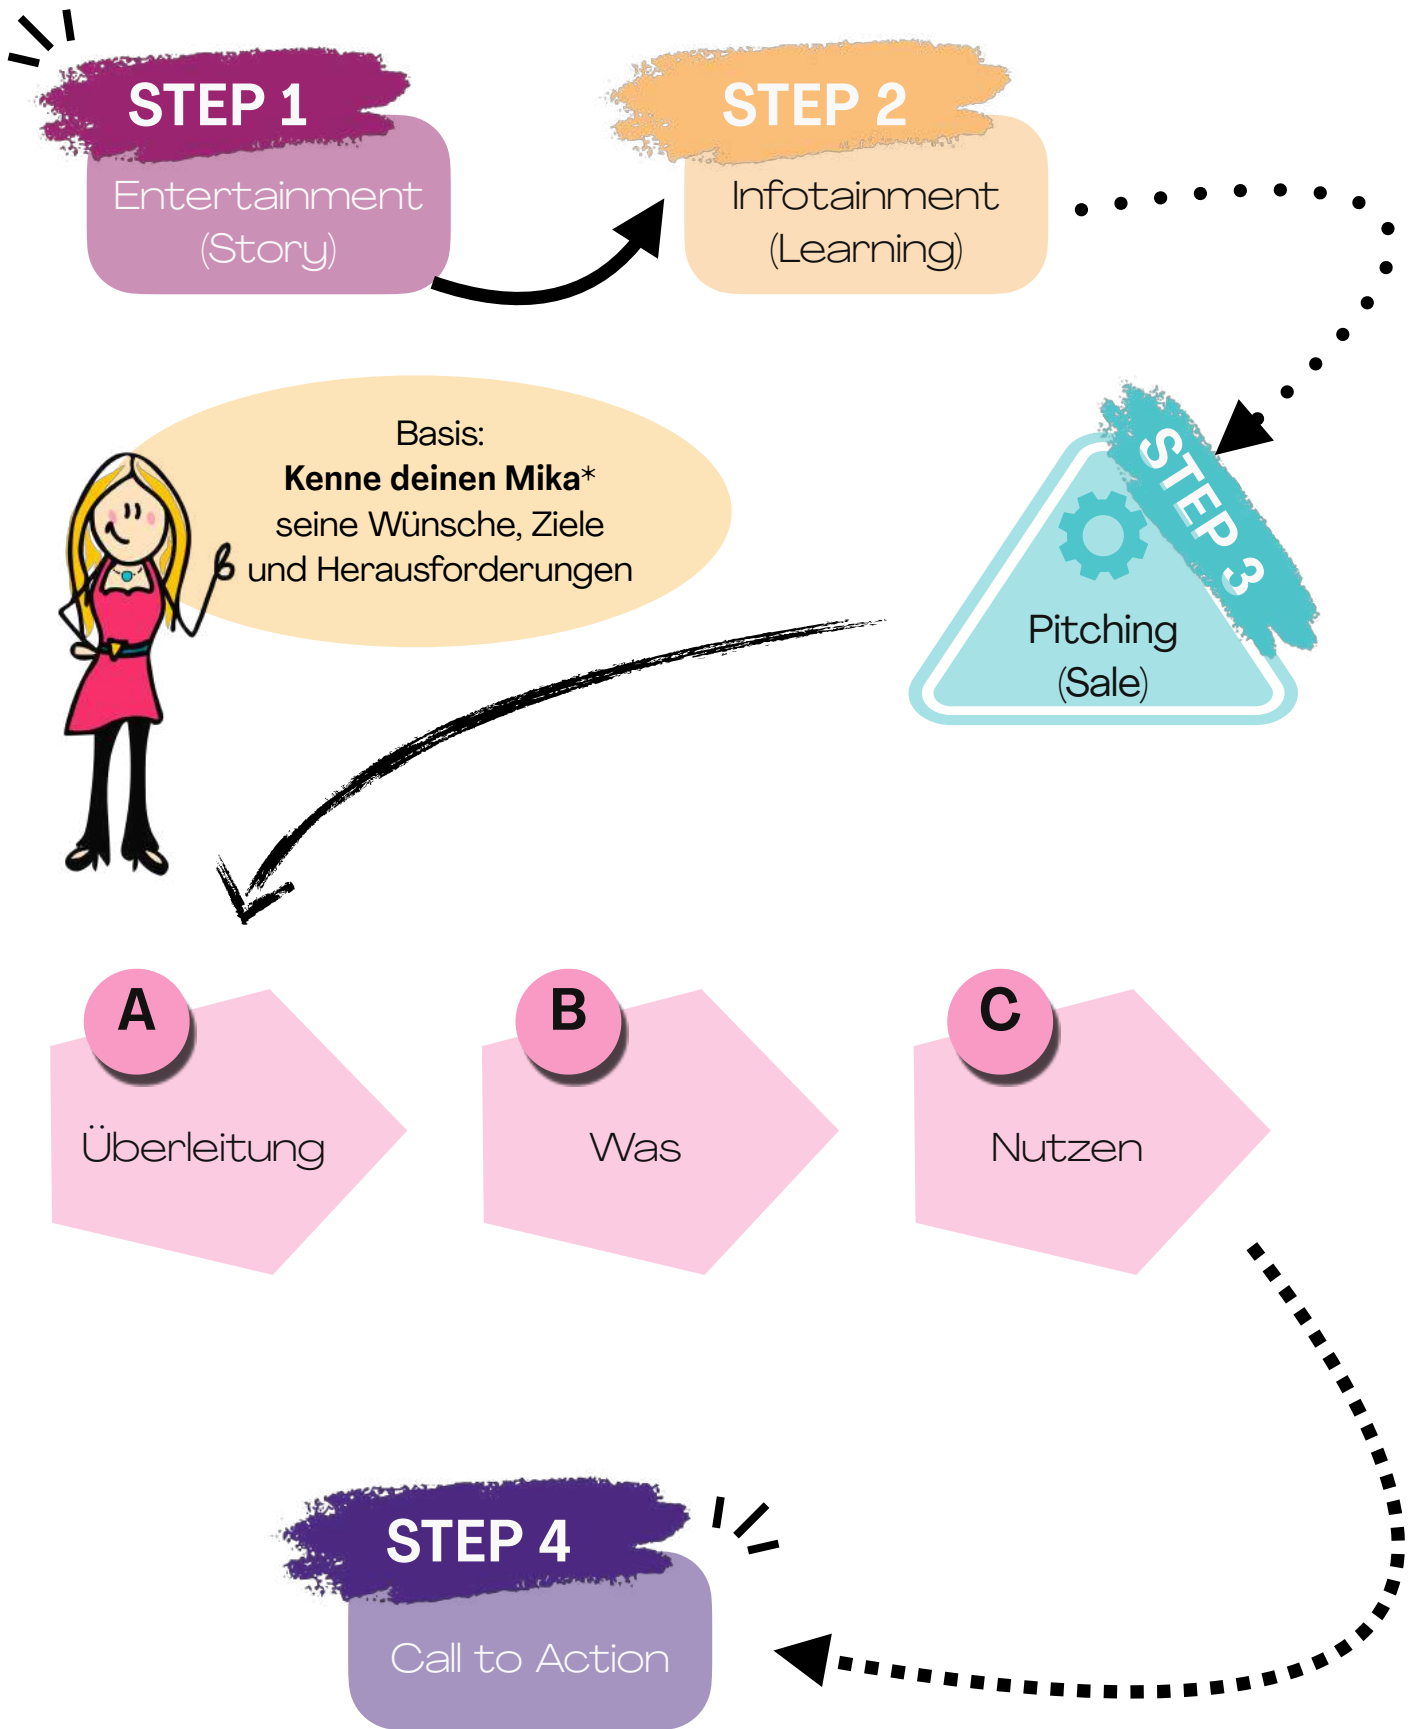 STEP 1
Entertainment
(Story)
STEP 2
Infotainment
(Learning)
Basis:
Kenne deinen Mika*
seine Wünsche, Ziele
und Herausforderungen
STEP 3
Pitching
(Sale)
A
Überleitung
B
Was
C
Nutzen
STEP 4
Call to Action